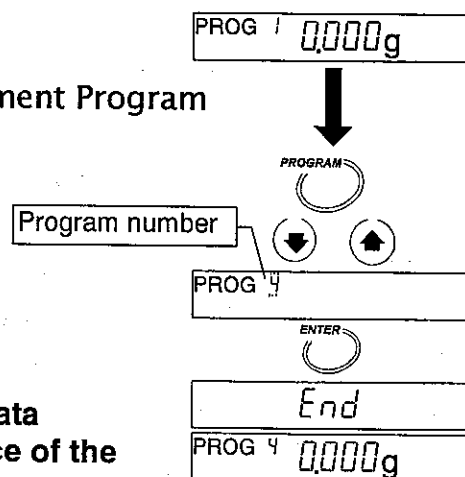 PROG 1 0.000g
ment Program
PROGRAM
Program number
PROG 4
ENTER
End
ata
PROG 4 0.000g
ce of the